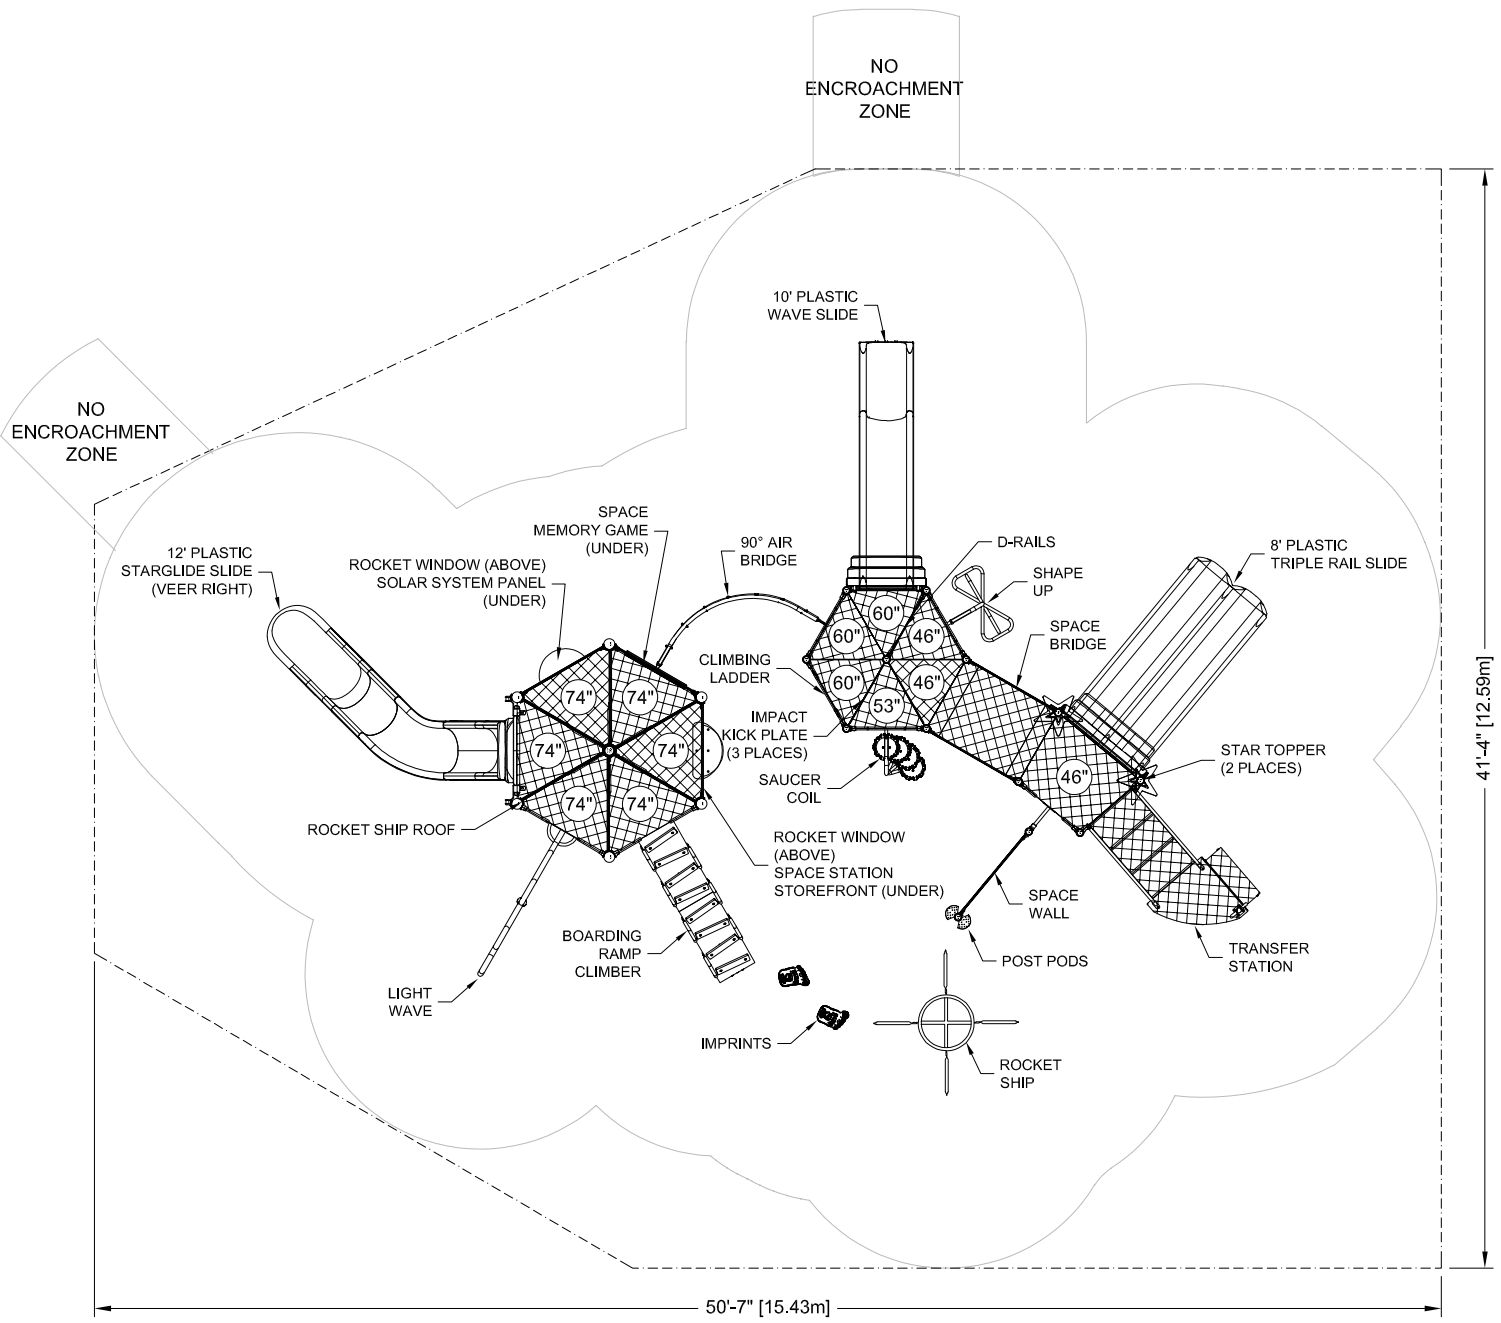 NO
ENCROACHMENT
ZONE
10' PLASTIC
WAVE SLIDE
NO
ENCROACHMENT
ZONE
12' PLASTIC
STARGLIDE SLIDE
(VEER RIGHT)
ROCKET WINDOW (ABOVE)
SOLAR SYSTEM PANEL
(UNDER)
SPACE
MEMORY GAME
(UNDER)
90° AIR
BRIDGE
D-RAILS
SHAPE
UP
8' PLASTIC
TRIPLE RAIL SLIDE
SPACE
BRIDGE
CLIMBING
LADDER
60"
60"
46"
60"
46"
53"
IMPACT
KICK PLATE
(3 PLACES)
74"
74"
74"
74"
74"
74"
SAUCER
COIL
46"
STAR TOPPER
(2 PLACES)
41'-4" [12.59m]
ROCKET SHIP ROOF
ROCKET WINDOW
(ABOVE)
SPACE STATION
STOREFRONT (UNDER)
SPACE
WALL
BOARDING
RAMP
CLIMBER
POST PODS
TRANSFER
STATION
LIGHT
WAVE
IMPRINTS
ROCKET
SHIP
50'-7" [15.43m]